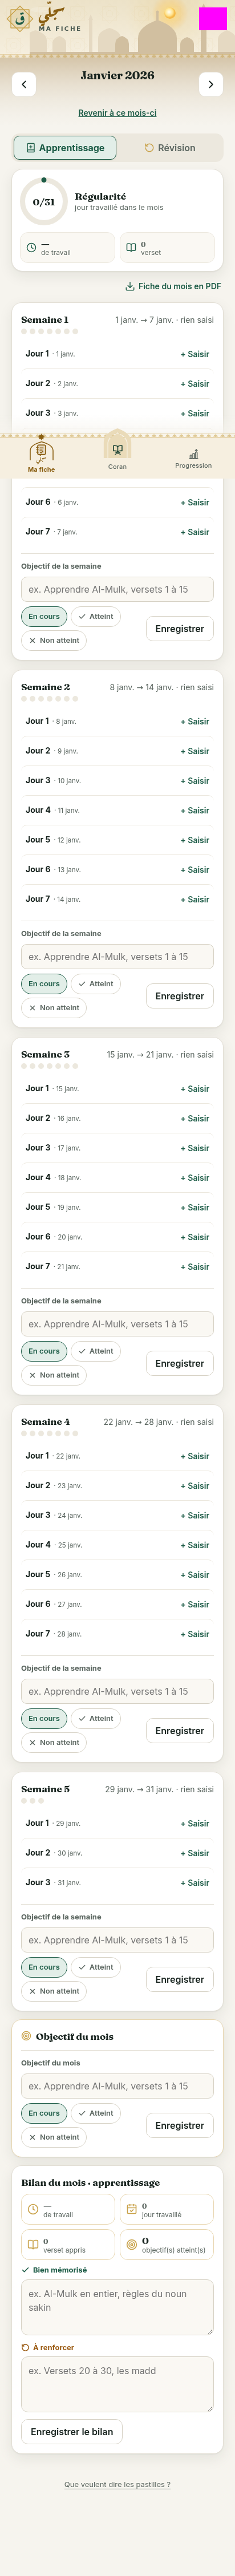 سجلّي
MA FICHE
Janvier 2026
Revenir à ce mois-ci
Apprentissage
Révision
0/31
Régularité
jour travaillé dans le mois
—
de travail
0
verset
Fiche du mois en PDF
Semaine 1
1 janv. → 7 janv. · rien saisi
Jour 1 · 1 janv.
+ Saisir
Jour 2 · 2 janv.
+ Saisir
Jour 3 · 3 janv.
+ Saisir
Ma fiche
Coran
Progression
Jour 6 · 6 janv.
+ Saisir
Jour 7 · 7 janv.
+ Saisir
Objectif de la semaine
ex. Apprendre Al-Mulk, versets 1 à 15
En cours
Atteint
Non atteint
Enregistrer
Semaine 2
8 janv. → 14 janv. · rien saisi
Jour 1 · 8 janv.
+ Saisir
Jour 2 · 9 janv.
+ Saisir
Jour 3 · 10 janv.
+ Saisir
Jour 4 · 11 janv.
+ Saisir
Jour 5 · 12 janv.
+ Saisir
Jour 6 · 13 janv.
+ Saisir
Jour 7 · 14 janv.
+ Saisir
Objectif de la semaine
ex. Apprendre Al-Mulk, versets 1 à 15
En cours
Atteint
Non atteint
Enregistrer
Semaine 3
15 janv. → 21 janv. · rien saisi
Jour 1 · 15 janv.
+ Saisir
Jour 2 · 16 janv.
+ Saisir
Jour 3 · 17 janv.
+ Saisir
Jour 4 · 18 janv.
+ Saisir
Jour 5 · 19 janv.
+ Saisir
Jour 6 · 20 janv.
+ Saisir
Jour 7 · 21 janv.
+ Saisir
Objectif de la semaine
ex. Apprendre Al-Mulk, versets 1 à 15
En cours
Atteint
Non atteint
Enregistrer
Semaine 4
22 janv. → 28 janv. · rien saisi
Jour 1 · 22 janv.
+ Saisir
Jour 2 · 23 janv.
+ Saisir
Jour 3 · 24 janv.
+ Saisir
Jour 4 · 25 janv.
+ Saisir
Jour 5 · 26 janv.
+ Saisir
Jour 6 · 27 janv.
+ Saisir
Jour 7 · 28 janv.
+ Saisir
Objectif de la semaine
ex. Apprendre Al-Mulk, versets 1 à 15
En cours
Atteint
Non atteint
Enregistrer
Semaine 5
29 janv. → 31 janv. · rien saisi
Jour 1 · 29 janv.
+ Saisir
Jour 2 · 30 janv.
+ Saisir
Jour 3 · 31 janv.
+ Saisir
Objectif de la semaine
ex. Apprendre Al-Mulk, versets 1 à 15
En cours
Atteint
Non atteint
Enregistrer
Objectif du mois
Objectif du mois
ex. Apprendre Al-Mulk, versets 1 à 15
En cours
Atteint
Non atteint
Enregistrer
Bilan du mois · apprentissage
—
de travail
0
jour travaillé
0
verset appris
0
objectif(s) atteint(s)
Bien mémorisé
ex. Al-Mulk en entier, règles du noun
sakin
À renforcer
ex. Versets 20 à 30, les madd
Enregistrer le bilan
Que veulent dire les pastilles ?